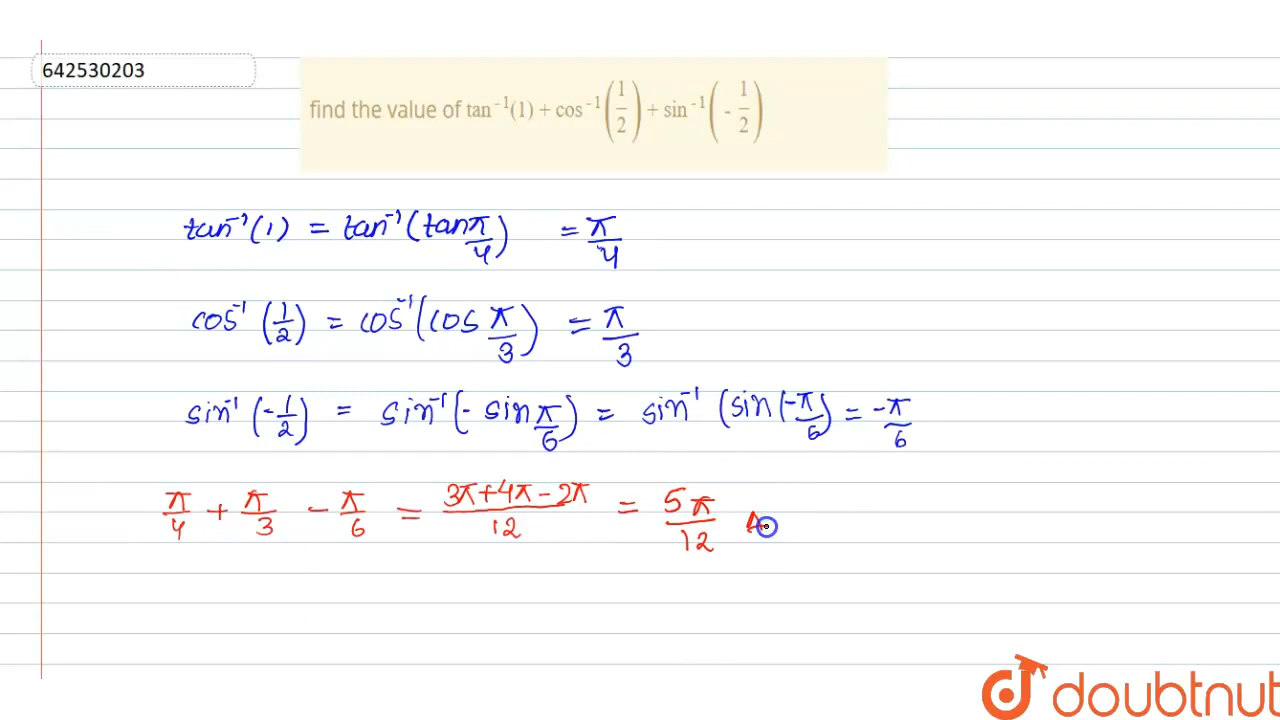 642530203
find the value of tan⁻¹(1) + cos⁻¹(1/2) + sin⁻¹(-1/2)
tan⁻¹(1) = tan⁻¹(tan π/4) = π/4
cos⁻¹(1/2) = cos⁻¹(cos π/3) = π/3
sin⁻¹(-1/2) = sin⁻¹(- sin π/6) = sin⁻¹(sin(-π/6) = -π/6
π/4 + π/3 - π/6 = 3π+4π-2π/12 = 5π/12
doubtnut